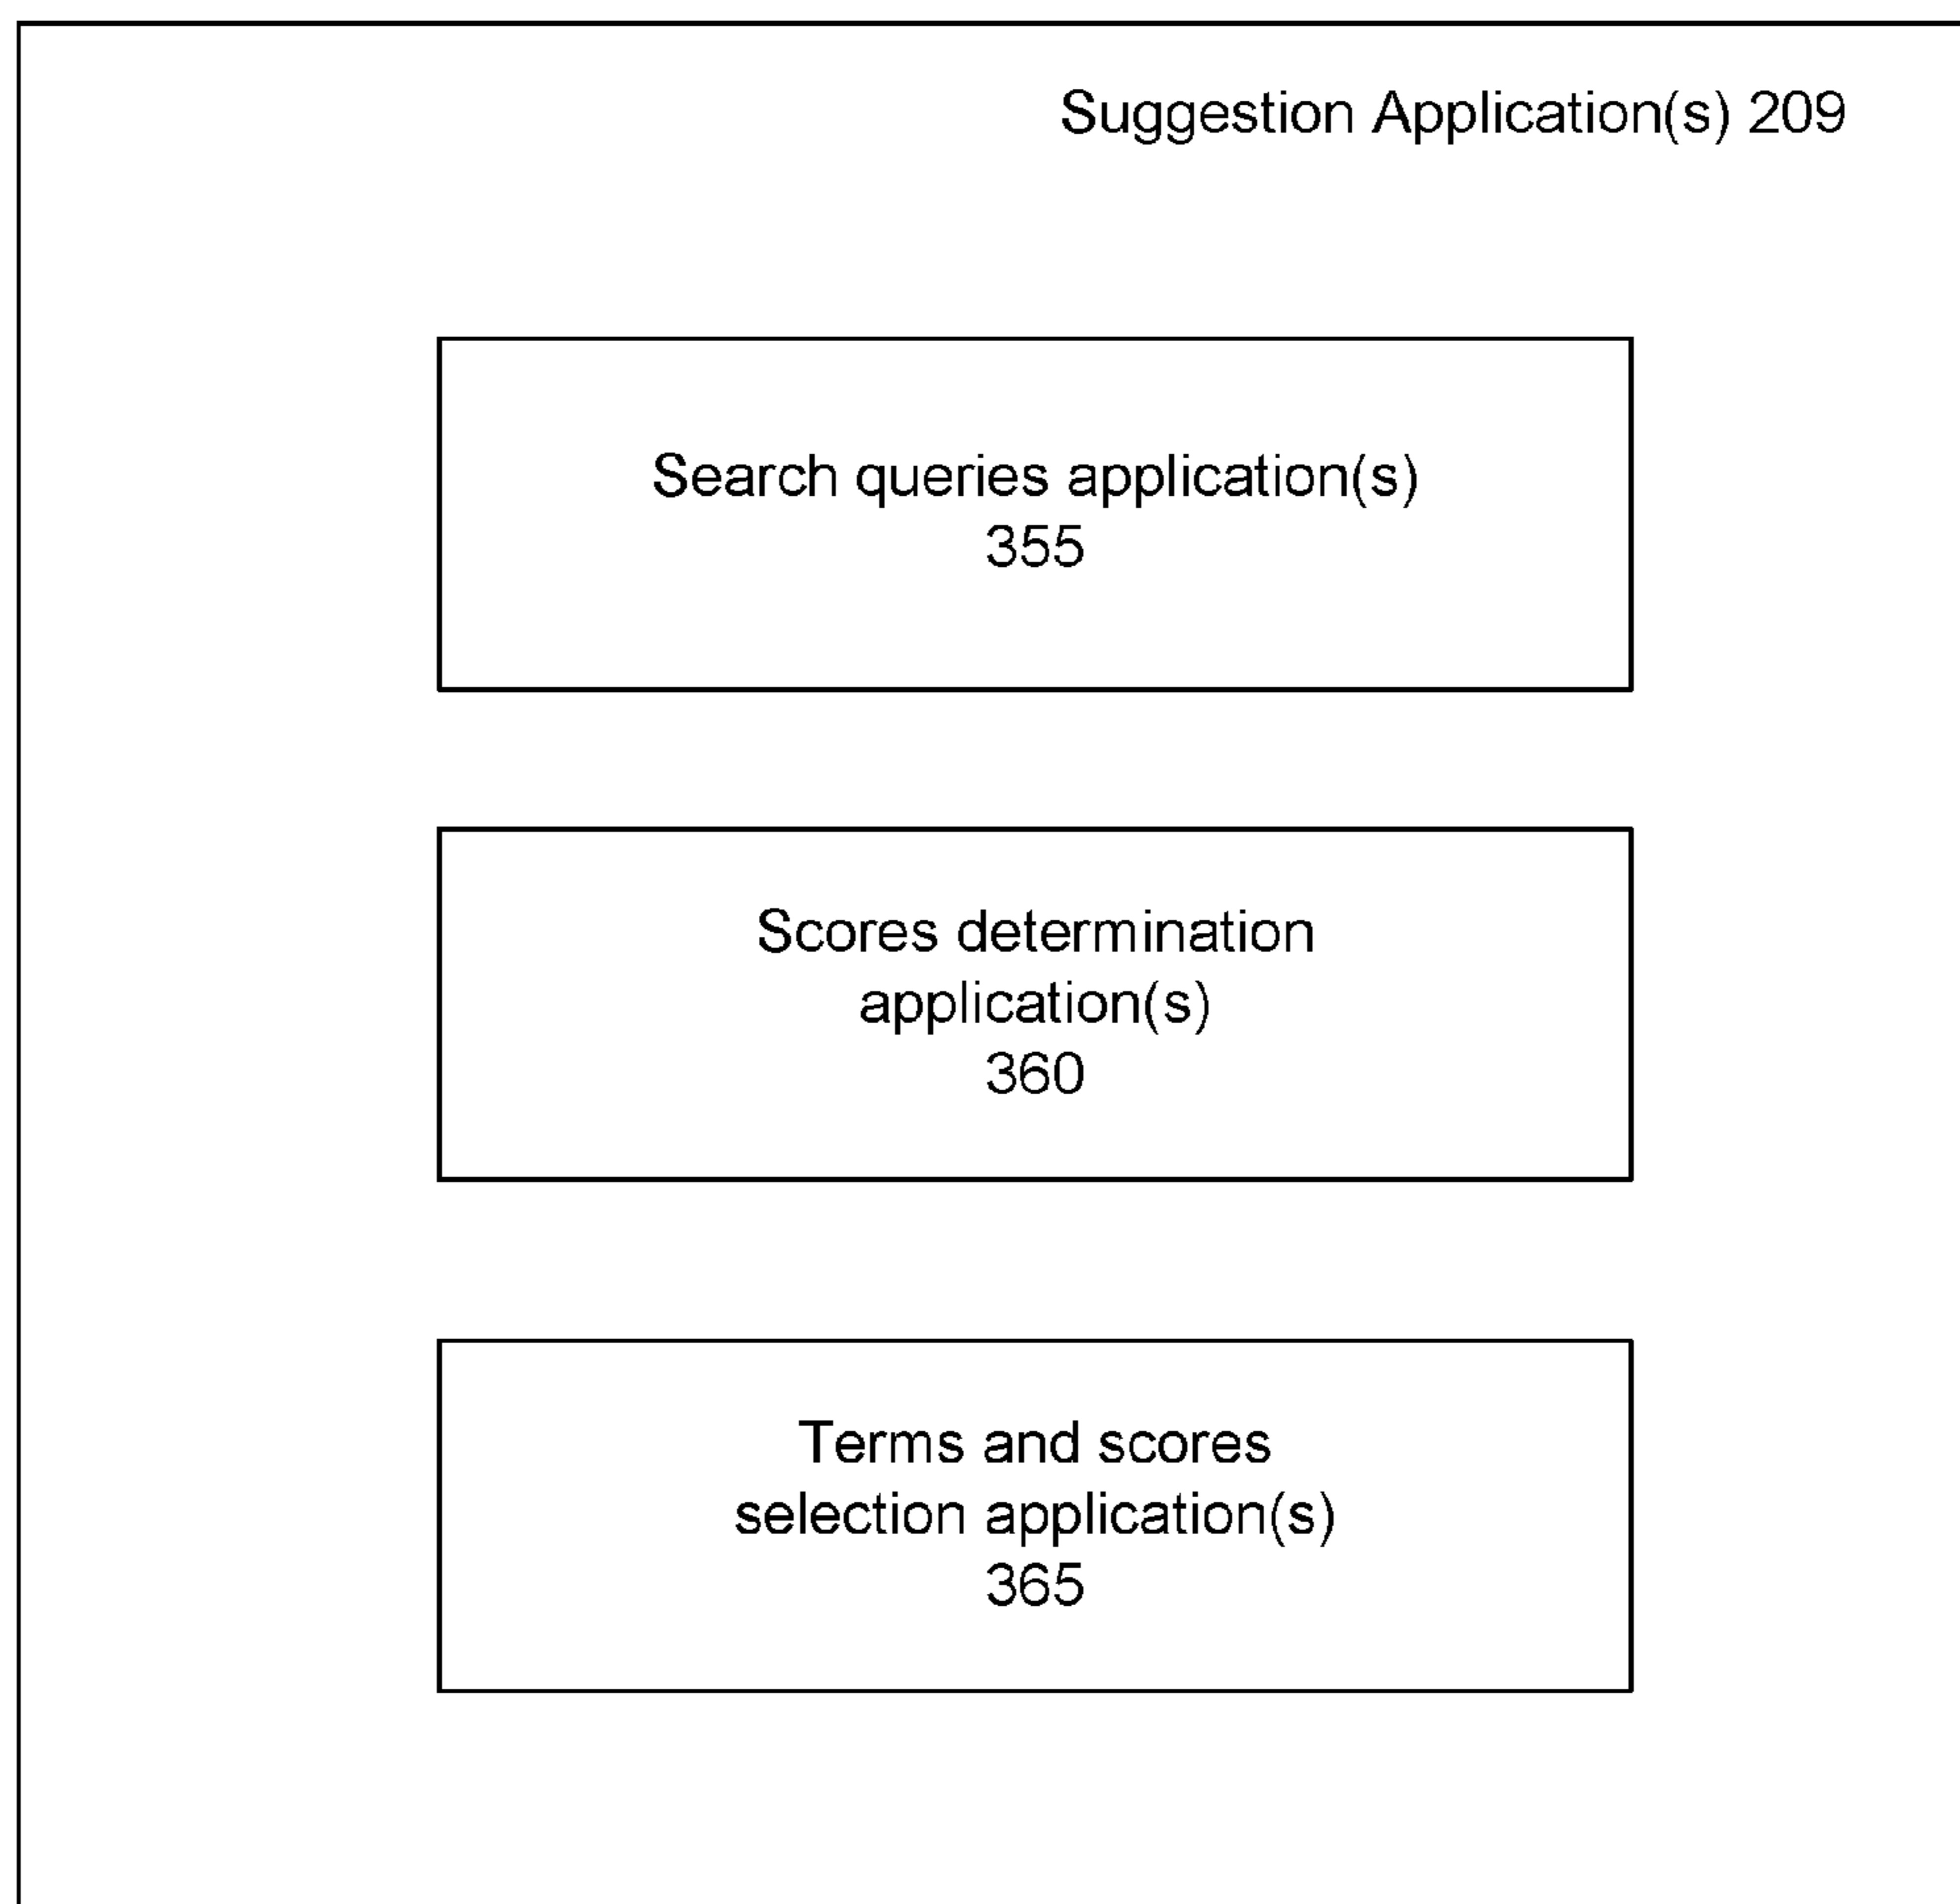 Suggestion Application(s) 209
Search queries application(s)
355
Scores determination
application(s)
360
Terms and scores
selection application(s)
365